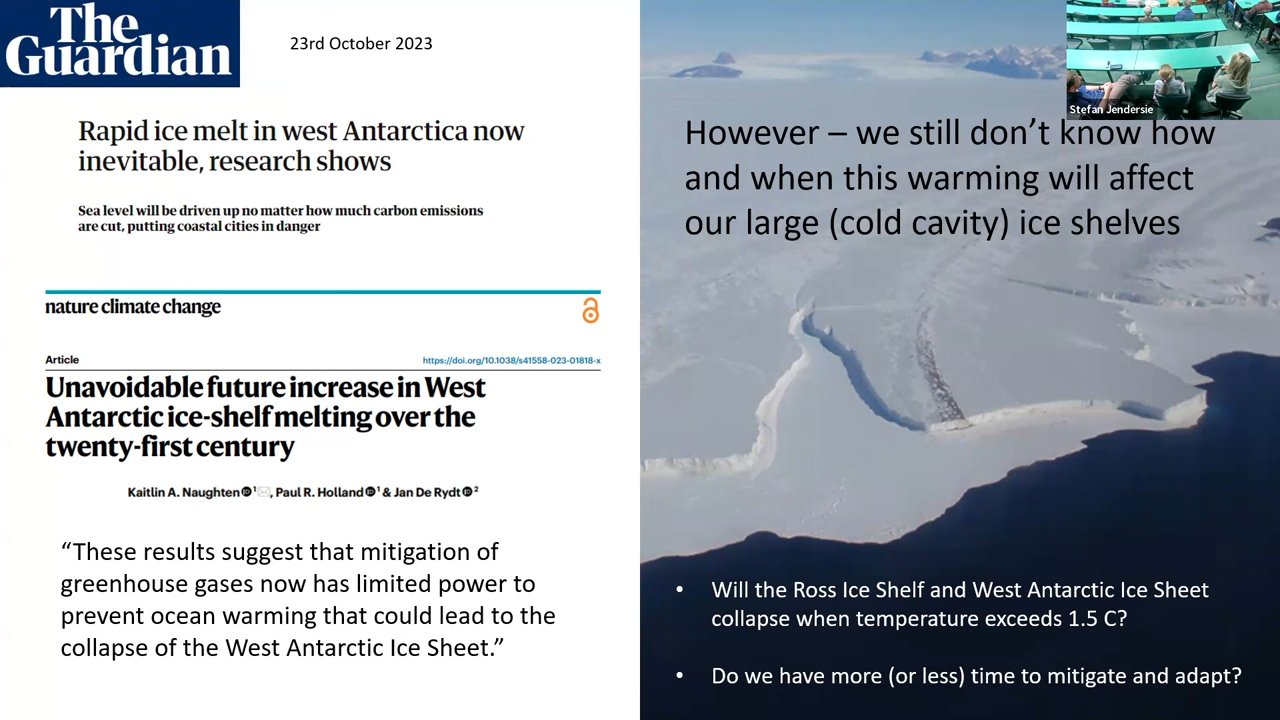 The
Guardian
23rd October 2023
Rapid ice melt in west Antarctica now
inevitable, research shows
Sea level will be driven up no matter how much carbon emissions
are cut, putting coastal cities in danger
nature climate change
Article
https://doi.org/10.1038/s41558-023-01818-x
Unavoidable future increase in West
Antarctic ice-shelf melting over the
twenty-first century
Kaitlin A. Naughten 1, Paul R. Holland 1 & Jan De Rydt 2
“These results suggest that mitigation of
greenhouse gases now has limited power to
prevent ocean warming that could lead to the
collapse of the West Antarctic Ice Sheet.”
Stefan Jendersie
However – we still don’t know how
and when this warming will affect
our large (cold cavity) ice shelves
• Will the Ross Ice Shelf and West Antarctic Ice Sheet
collapse when temperature exceeds 1.5 C?
• Do we have more (or less) time to mitigate and adapt?